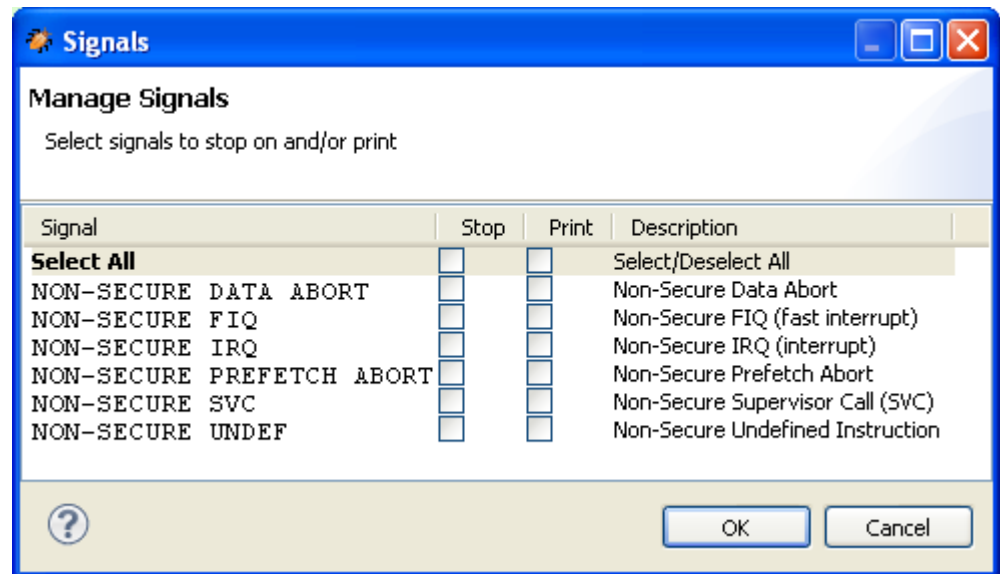 Signals
Manage Signals
Select signals to stop on and/or print
Signal Stop Print Description
Select All Select/Deselect All
NON-SECURE DATA ABORT Non-Secure Data Abort
NON-SECURE FIQ Non-Secure FIQ (fast interrupt)
NON-SECURE IRQ Non-Secure IRQ (interrupt)
NON-SECURE PREFETCH ABORT Non-Secure Prefetch Abort
NON-SECURE SVC Non-Secure Supervisor Call (SVC)
NON-SECURE UNDEF Non-Secure Undefined Instruction
? OK Cancel